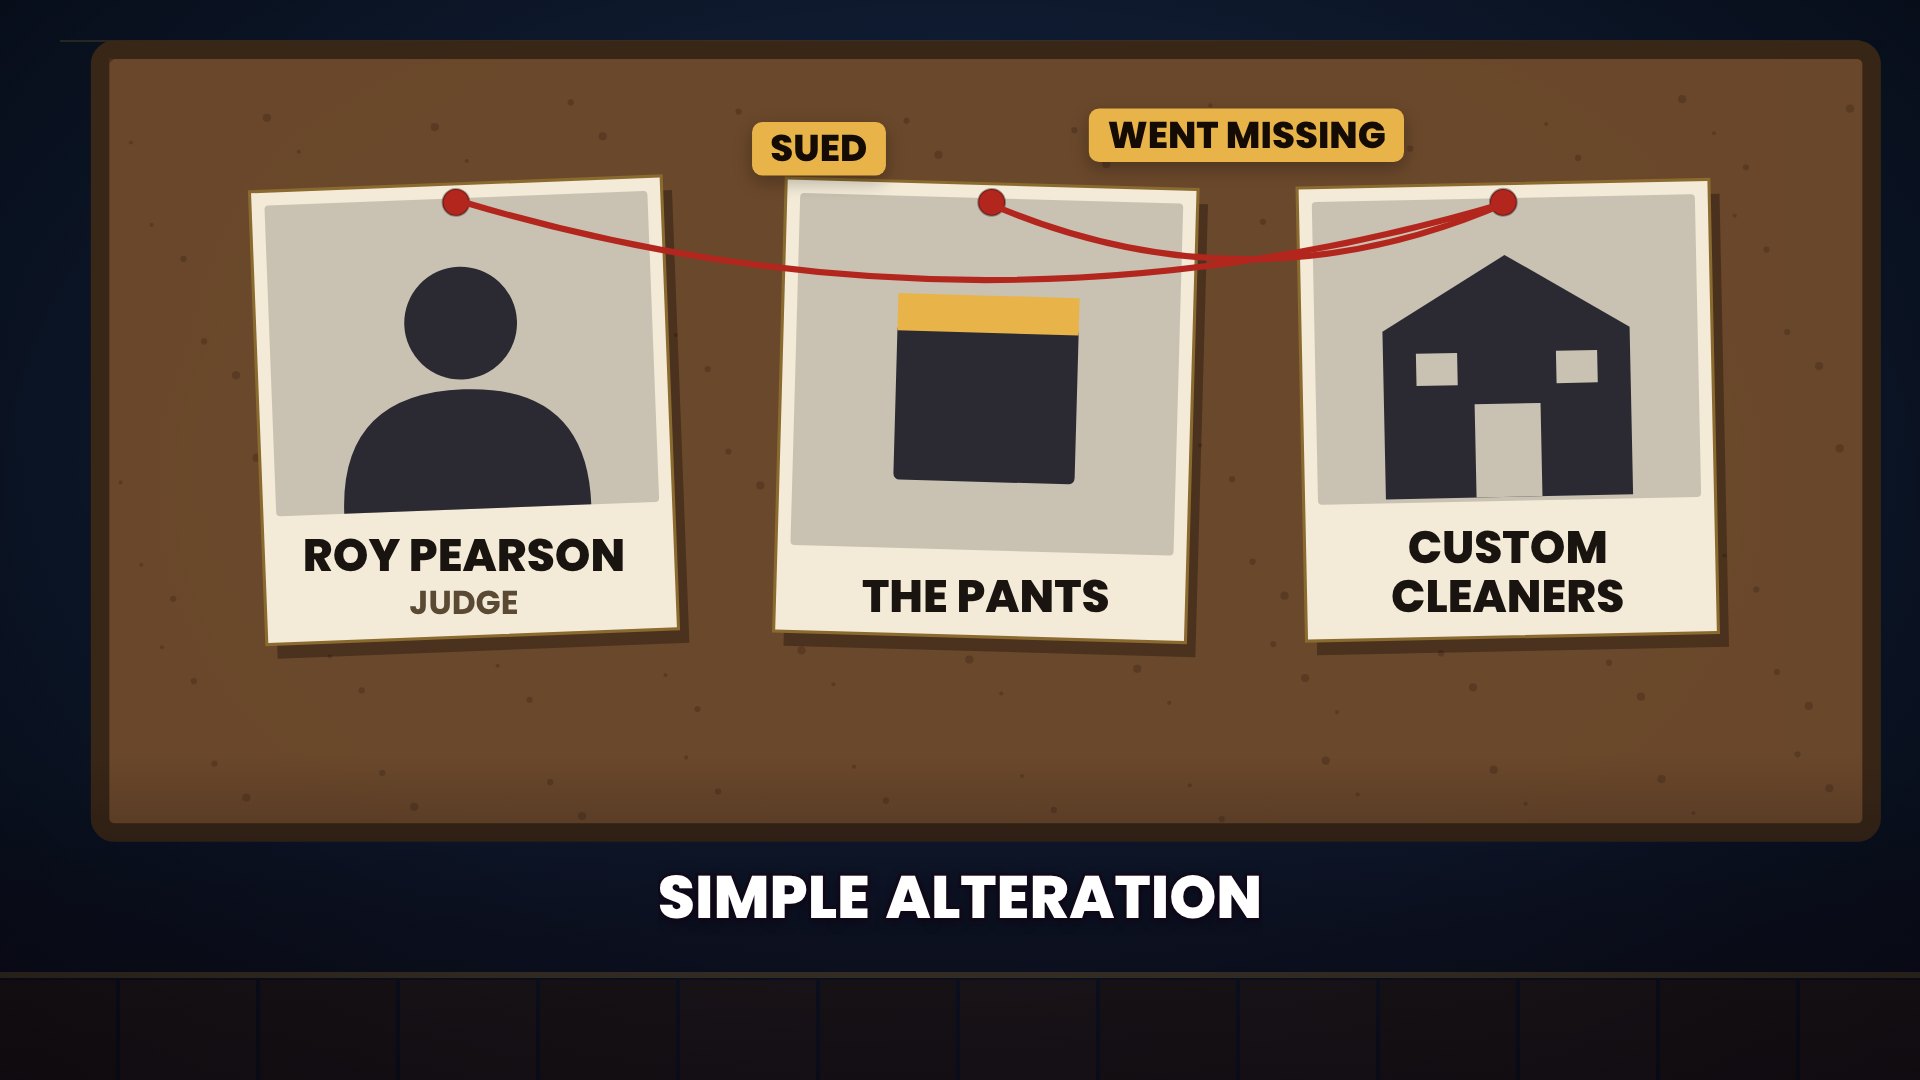 SUED
WENT MISSING
ROY PEARSON
JUDGE
THE PANTS
CUSTOM
CLEANERS
SIMPLE ALTERATION